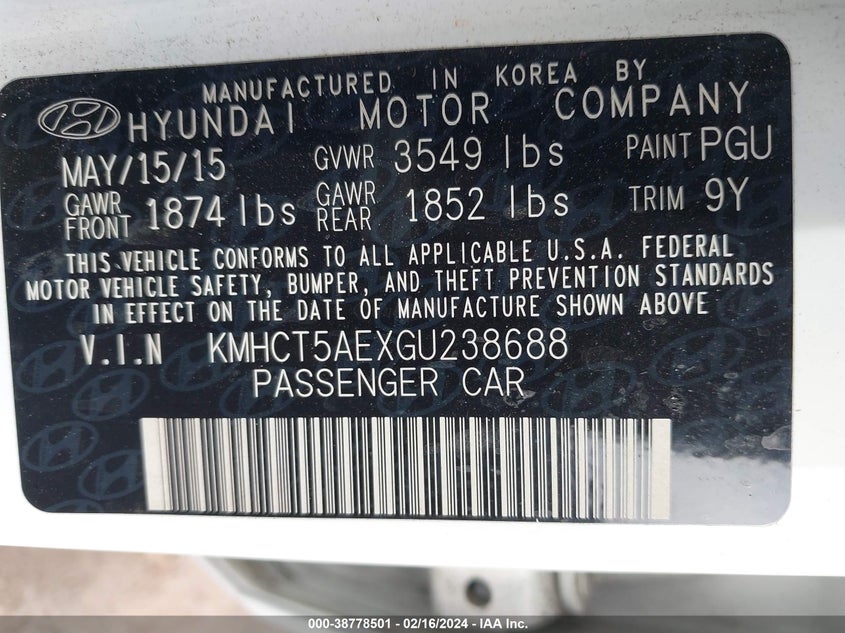 MANUFACTURED IN KOREA BY
HYUNDAI MOTOR COMPANY
MAY/15/15 GVWR 3549 lbs PAINT PGU
GAWR FRONT 1874 lbs GAWR REAR 1852 lbs TRIM 9Y
THIS VEHICLE CONFORMS TO ALL APPLICABLE U.S.A. FEDERAL
MOTOR VEHICLE SAFETY, BUMPER, AND THEFT PREVENTION STANDARDS
IN EFFECT ON THE DATE OF MANUFACTURE SHOWN ABOVE
V.I.N KMHCT5AEXGU238688
PASSENGER CAR
000-38778501 - 02/16/2024 - IAAI.com